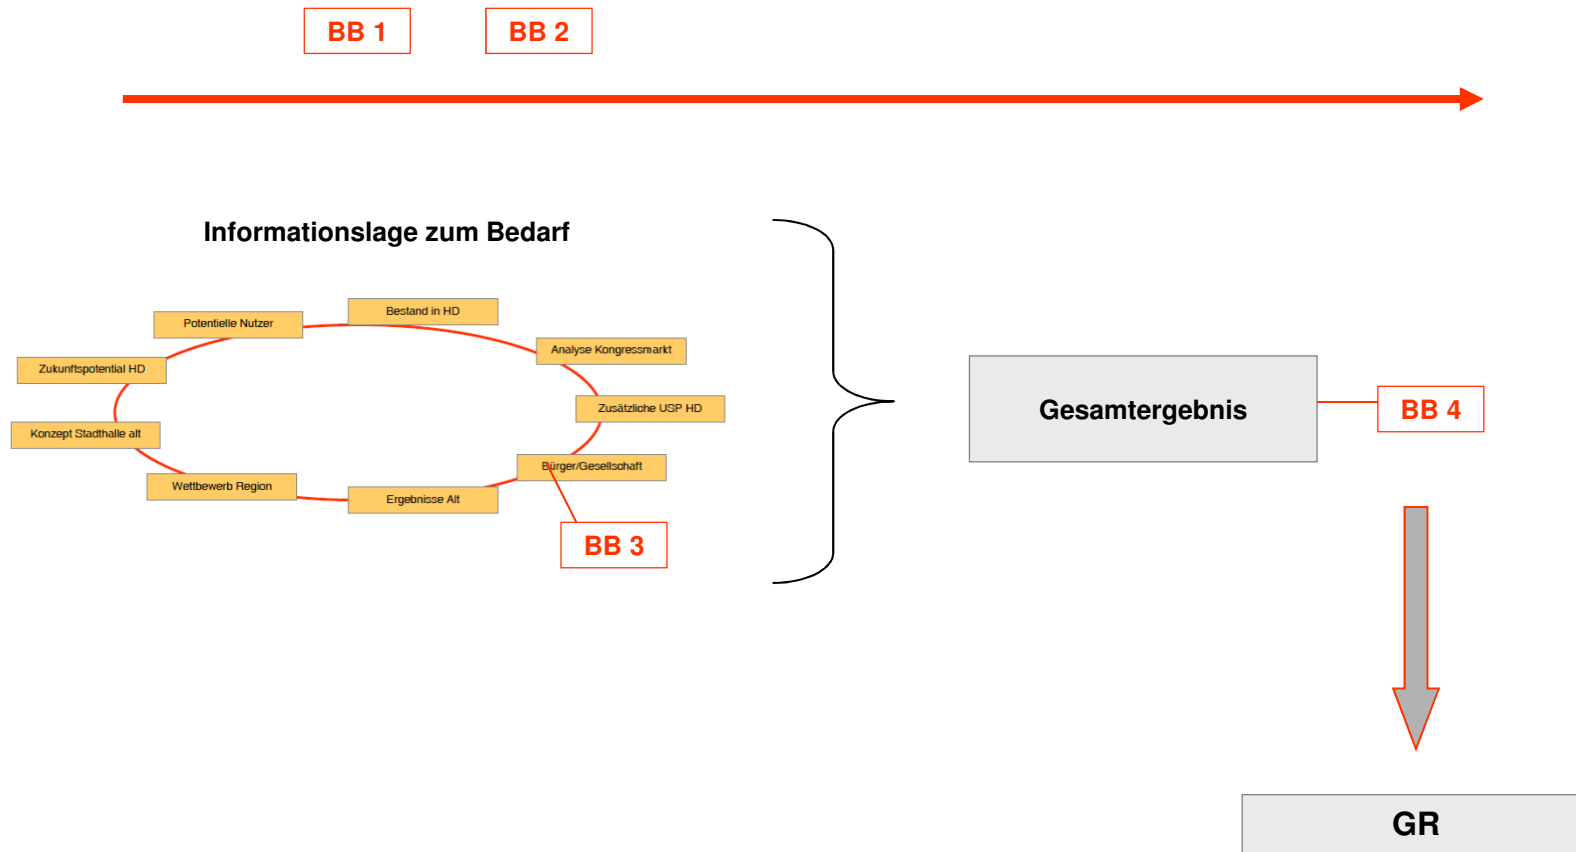 BB 1
BB 2
Informationslage zum Bedarf
Bestand in HD
Potentielle Nutzer
Analyse Kongressmarkt
Zukunftspotential HD
Zusätzliche USP HD
Konzept Stadthalle alt
Bürger/Gesellschaft
Wettbewerb Region
Ergebnisse Alt
BB 3
Gesamtergebnis
BB 4
GR